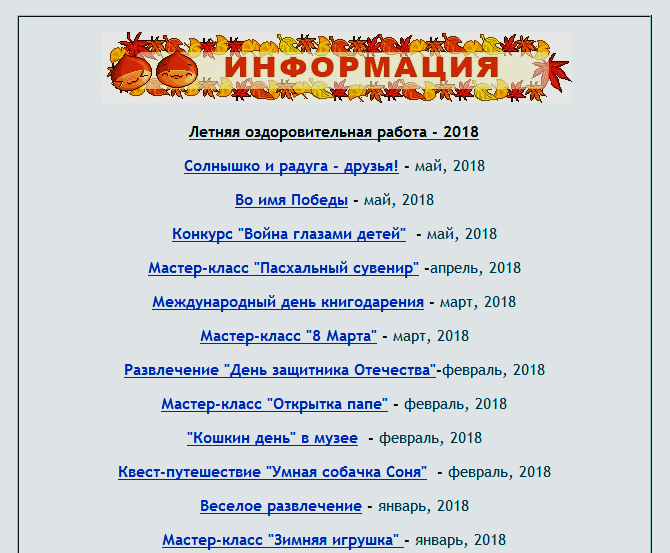 ИНФОРМАЦИЯ
Летняя оздоровительная работа - 2018
Солнышко и радуга - друзья! - май, 2018
Во имя Победы - май, 2018
Конкурс "Война глазами детей" - май, 2018
Мастер-класс "Пасхальный сувенир" -апрель, 2018
Международный день книгодарения - март, 2018
Мастер-класс "8 Марта" - март, 2018
Развлечение "День защитника Отечества"-февраль, 2018
Мастер-класс "Открытка папе" - февраль, 2018
"Кошкин день" в музее - февраль, 2018
Квест-путешествие "Умная собачка Соня" - февраль, 2018
Веселое развлечение - январь, 2018
Мастер-класс "Зимняя игрушка" - январь, 2018